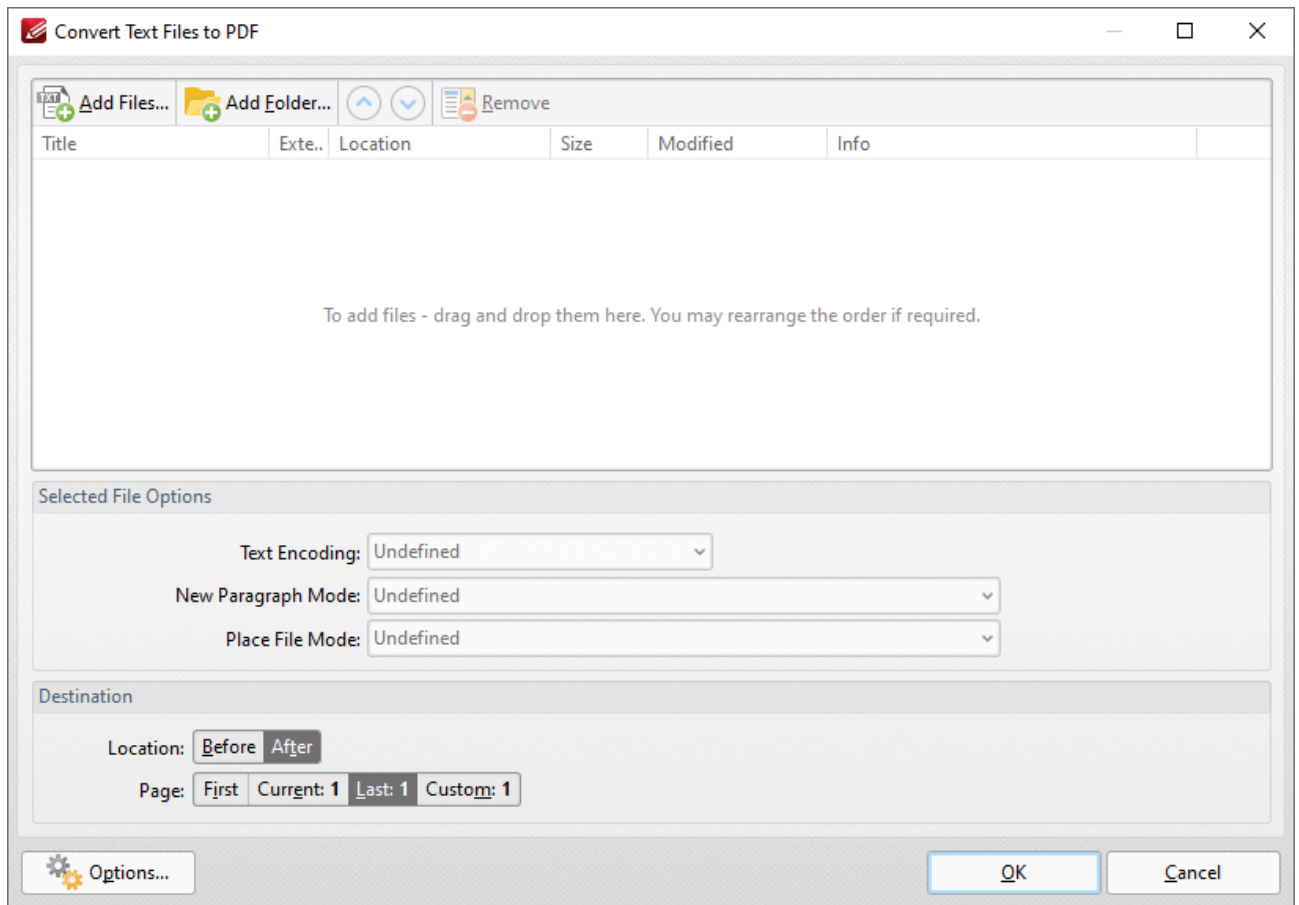 Convert Text Files to PDF
Add Files... Add Folder... Remove
Title Exte.. Location Size Modified Info
To add files - drag and drop them here. You may rearrange the order if required.
Selected File Options
Text Encoding: Undefined
New Paragraph Mode: Undefined
Place File Mode: Undefined
Destination
Location: Before After
Page: First Current: 1 Last: 1 Custom: 1
Options... OK Cancel